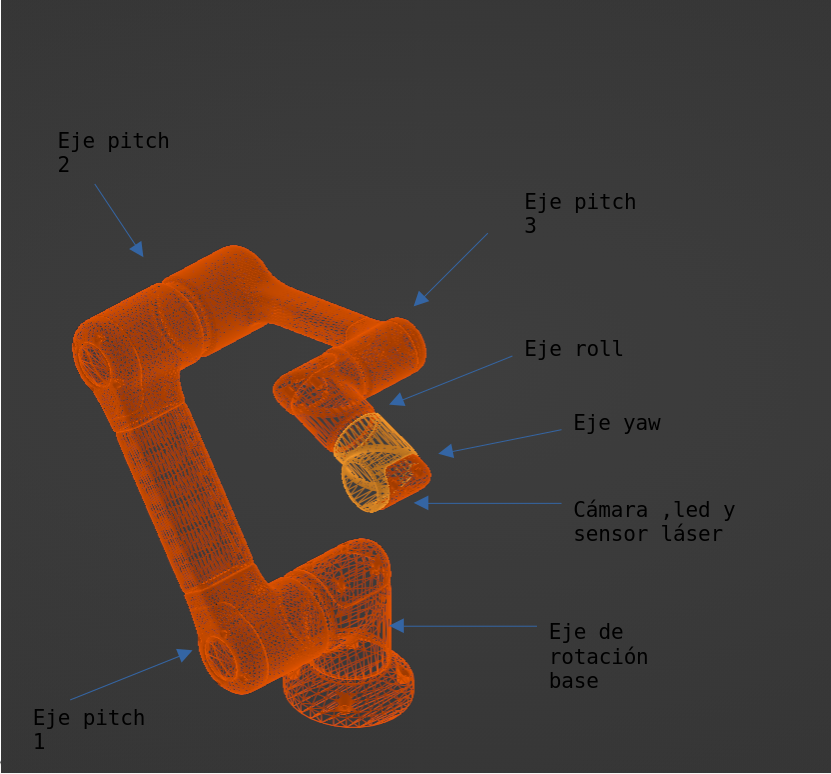 Eje pitch
2
Eje pitch
3
Eje roll
Eje yaw
Cámara ,led y
sensor láser
Eje de
rotación
base
Eje pitch
1